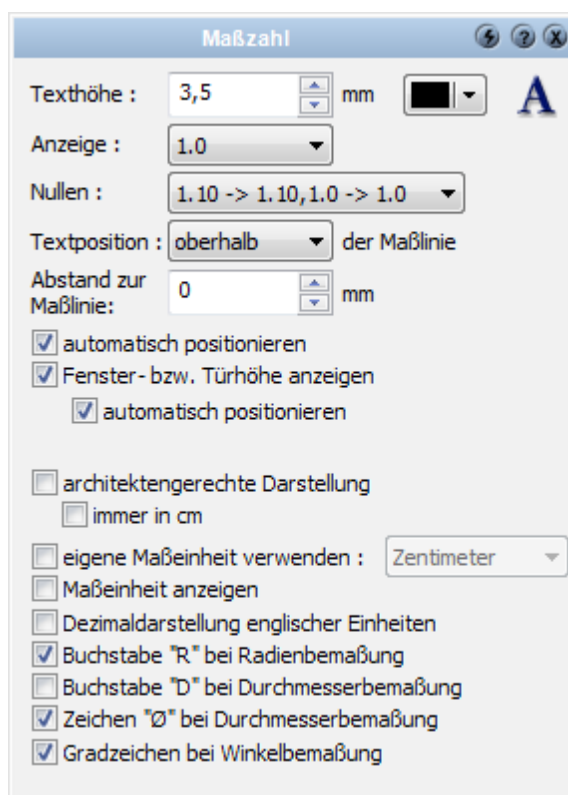 Maßzahl
Texthöhe : 3,5 mm A
Anzeige : 1.0
Nullen : 1.10 -> 1.10,1.0 -> 1.0
Textposition : oberhalb der Maßlinie
Abstand zur
Maßlinie: 0 mm
automatisch positionieren
Fenster- bzw. Türhöhe anzeigen
automatisch positionieren
architektengerechte Darstellung
immer in cm
eigene Maßeinheit verwenden : Zentimeter
Maßeinheit anzeigen
Dezimaldarstellung englischer Einheiten
Buchstabe "R" bei Radienbemaßung
Buchstabe "D" bei Durchmesserbemaßung
Zeichen "Ø" bei Durchmesserbemaßung
Gradzeichen bei Winkelbemaßung